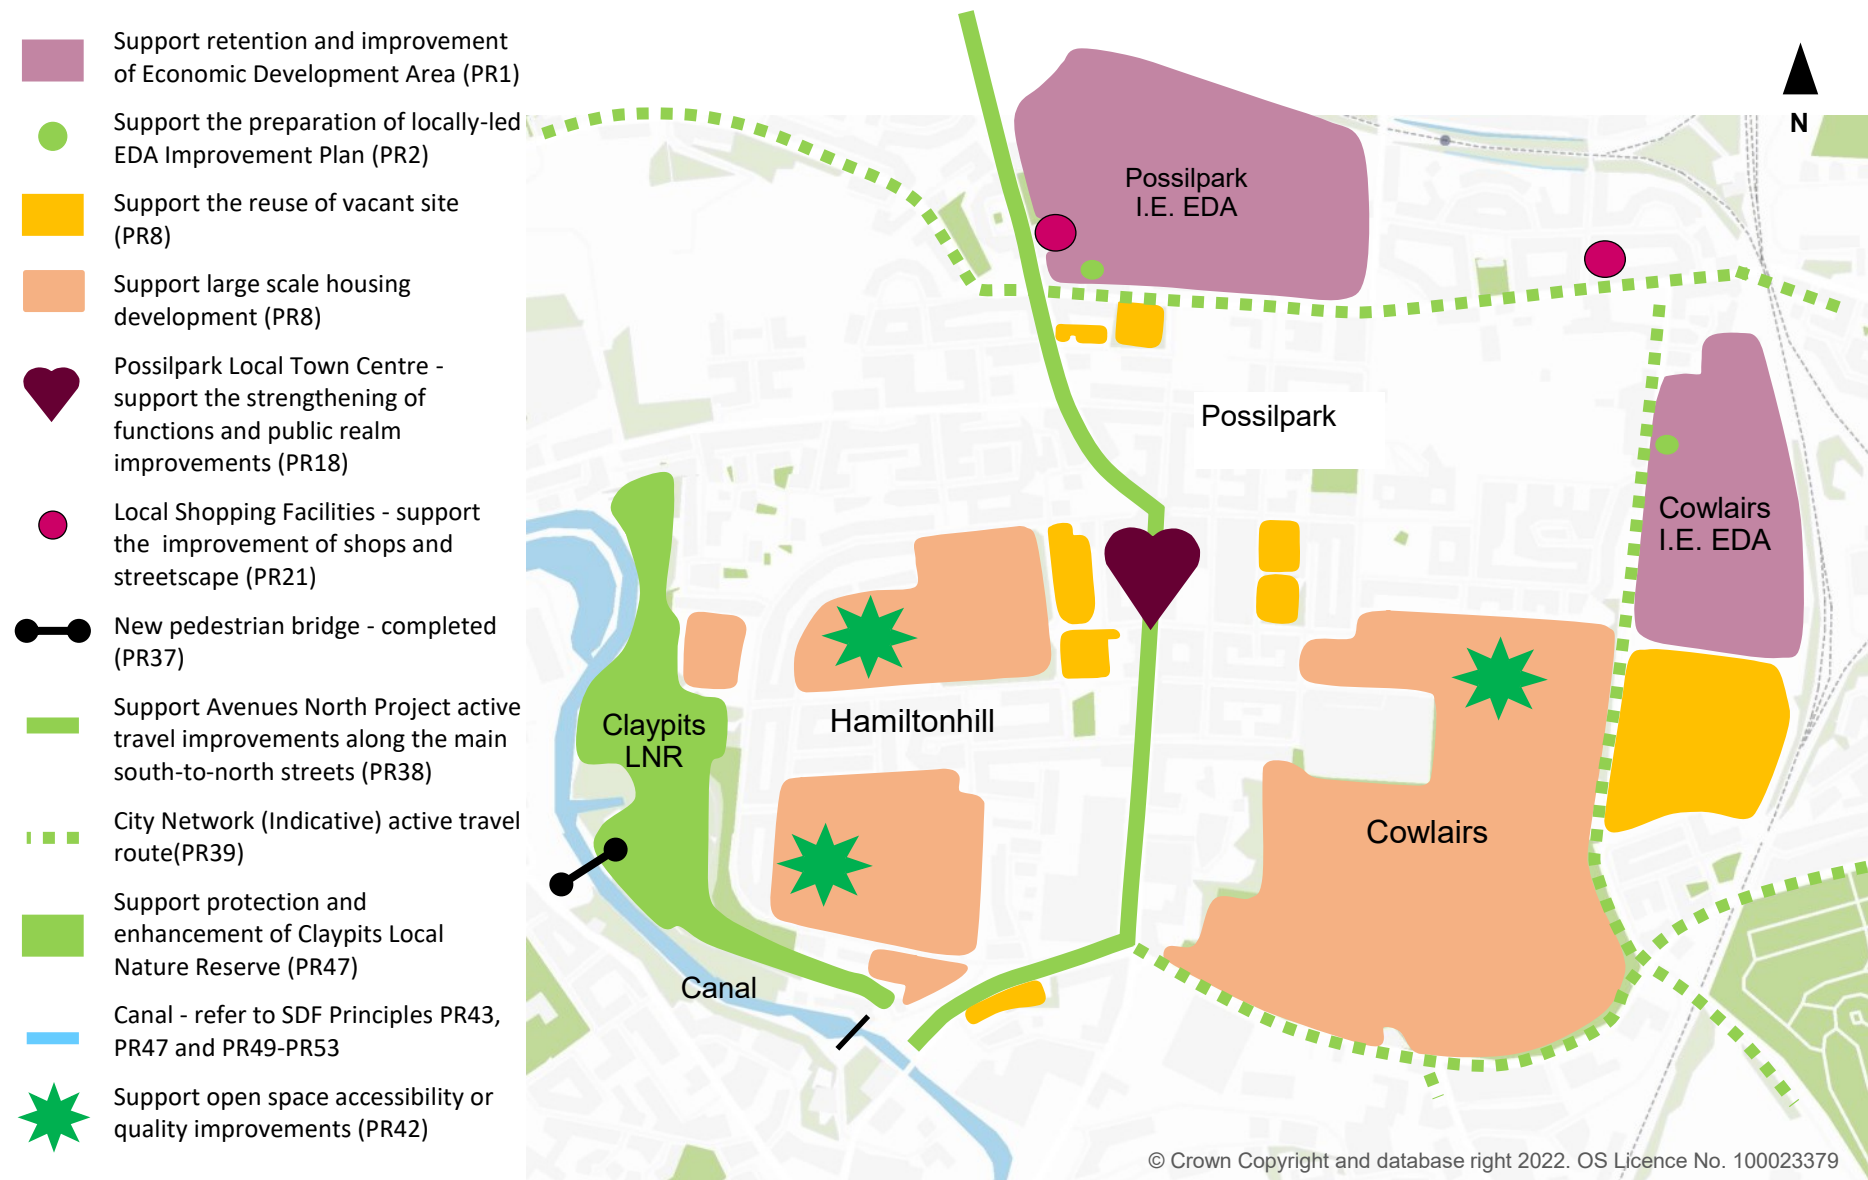 Support retention and improvement
of Economic Development Area (PR1)
Support the preparation of locally-led
EDA Improvement Plan (PR2)
Support the reuse of vacant site
(PR8)
Support large scale housing
development (PR8)
Possilpark Local Town Centre -
support the strengthening of
functions and public realm
improvements (PR18)
Local Shopping Facilities - support
the  improvement of shops and
streetscape (PR21)
New pedestrian bridge - completed
(PR37)
Support Avenues North Project active
travel improvements along the main
south-to-north streets (PR38)
City Network (Indicative) active travel
route(PR39)
Support protection and
enhancement of Claypits Local
Nature Reserve (PR47)
Canal - refer to SDF Principles PR43,
PR47 and PR49-PR53
Support open space accessibility or
quality improvements (PR42)
N
Possilpark
I.E. EDA
Possilpark
Cowlairs
I.E. EDA
Claypits
LNR
Hamiltonhill
Cowlairs
Canal
© Crown Copyright and database right 2022. OS Licence No. 100023379